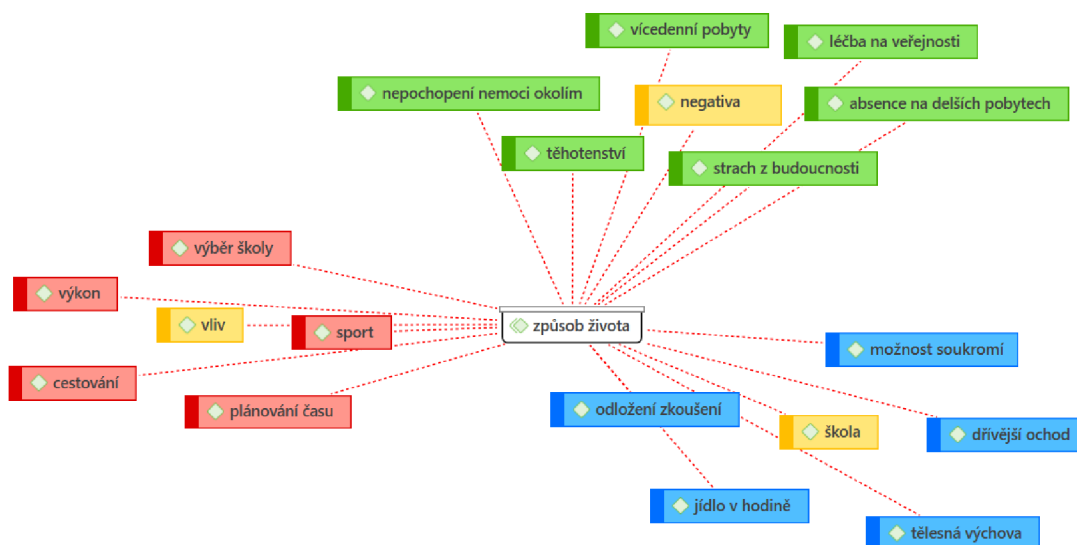 vícedenní pobyty
léčba na veřejnosti
nepochopení nemoci okolím
negativa
absence na delších pobytech
těhotenství
strach z budoucnosti
výběr školy
výkon
vliv
sport
způsob života
možnost soukromí
cestování
plánování času
odložení zkoušení
škola
dřívější ochod
jídlo v hodině
tělesná výchova